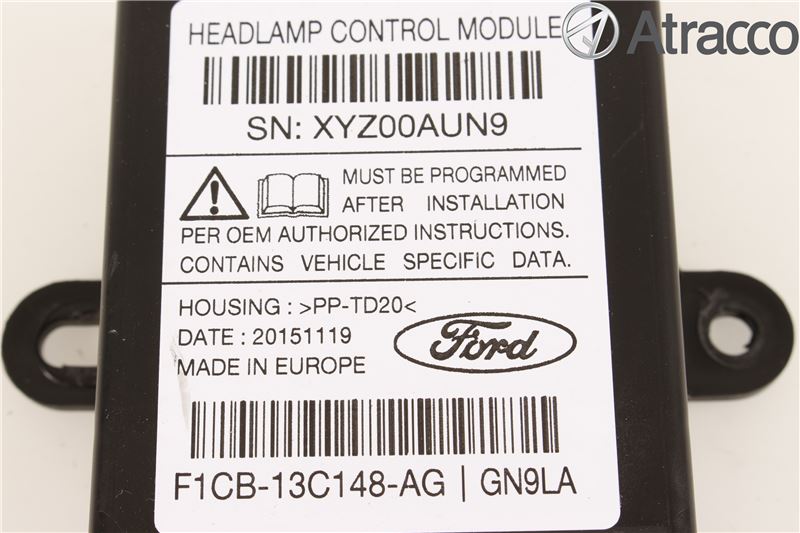 HEADLAMP CONTROL MODULE
Atracco
SN: XYZ00AUN9
MUST BE PROGRAMMED
AFTER INSTALLATION
PER OEM AUTHORIZED INSTRUCTIONS.
CONTAINS VEHICLE SPECIFIC DATA.
HOUSING : >PP-TD20<
DATE : 20151119
MADE IN EUROPE
Ford
F1CB-13C148-AG | GN9LA